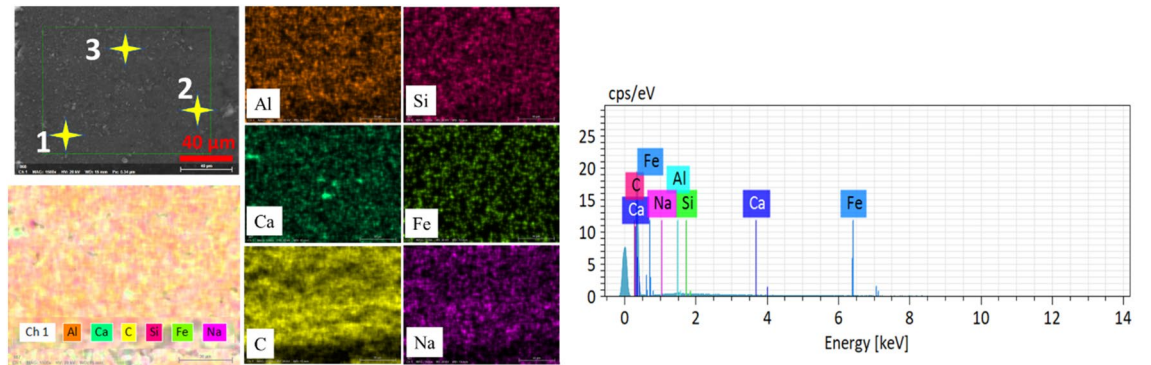 3
2
1
40 µm
Al
Si
Ca
Fe
C
Na
Ch 1 Al Ca C Si Fe Na
cps/eV
25
20
15
10
5
0
Fe
C
Al
Ca
Na
Si
Ca
Fe
0 2 4 6 8 10 12 14
Energy [keV]